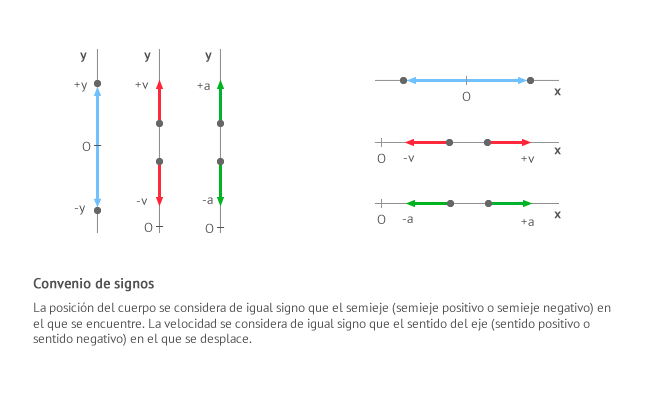 y y y
+y +v +a
O
-y -v -a
O O
O x
O -v +v x
O -a +a x
Convenio de signos
La posición del cuerpo se considera de igual signo que el semieje (semieje positivo o semieje negativo) en
el que se encuentre. La velocidad se considera de igual signo que el sentido del eje (sentido positivo o
sentido negativo) en el que se desplace.